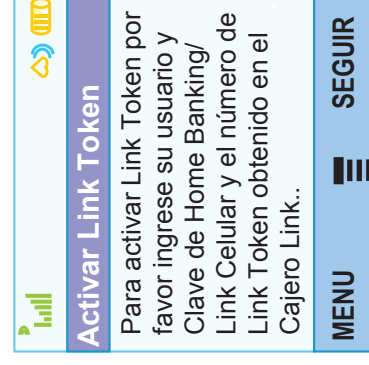 Activar Link Token
Para activar Link Token por
favor ingrese su usuario y
Clave de Home Banking/
Link Celular y el número de
Link Token obtenido en el
Cajero Link..
MENU SEGUIR